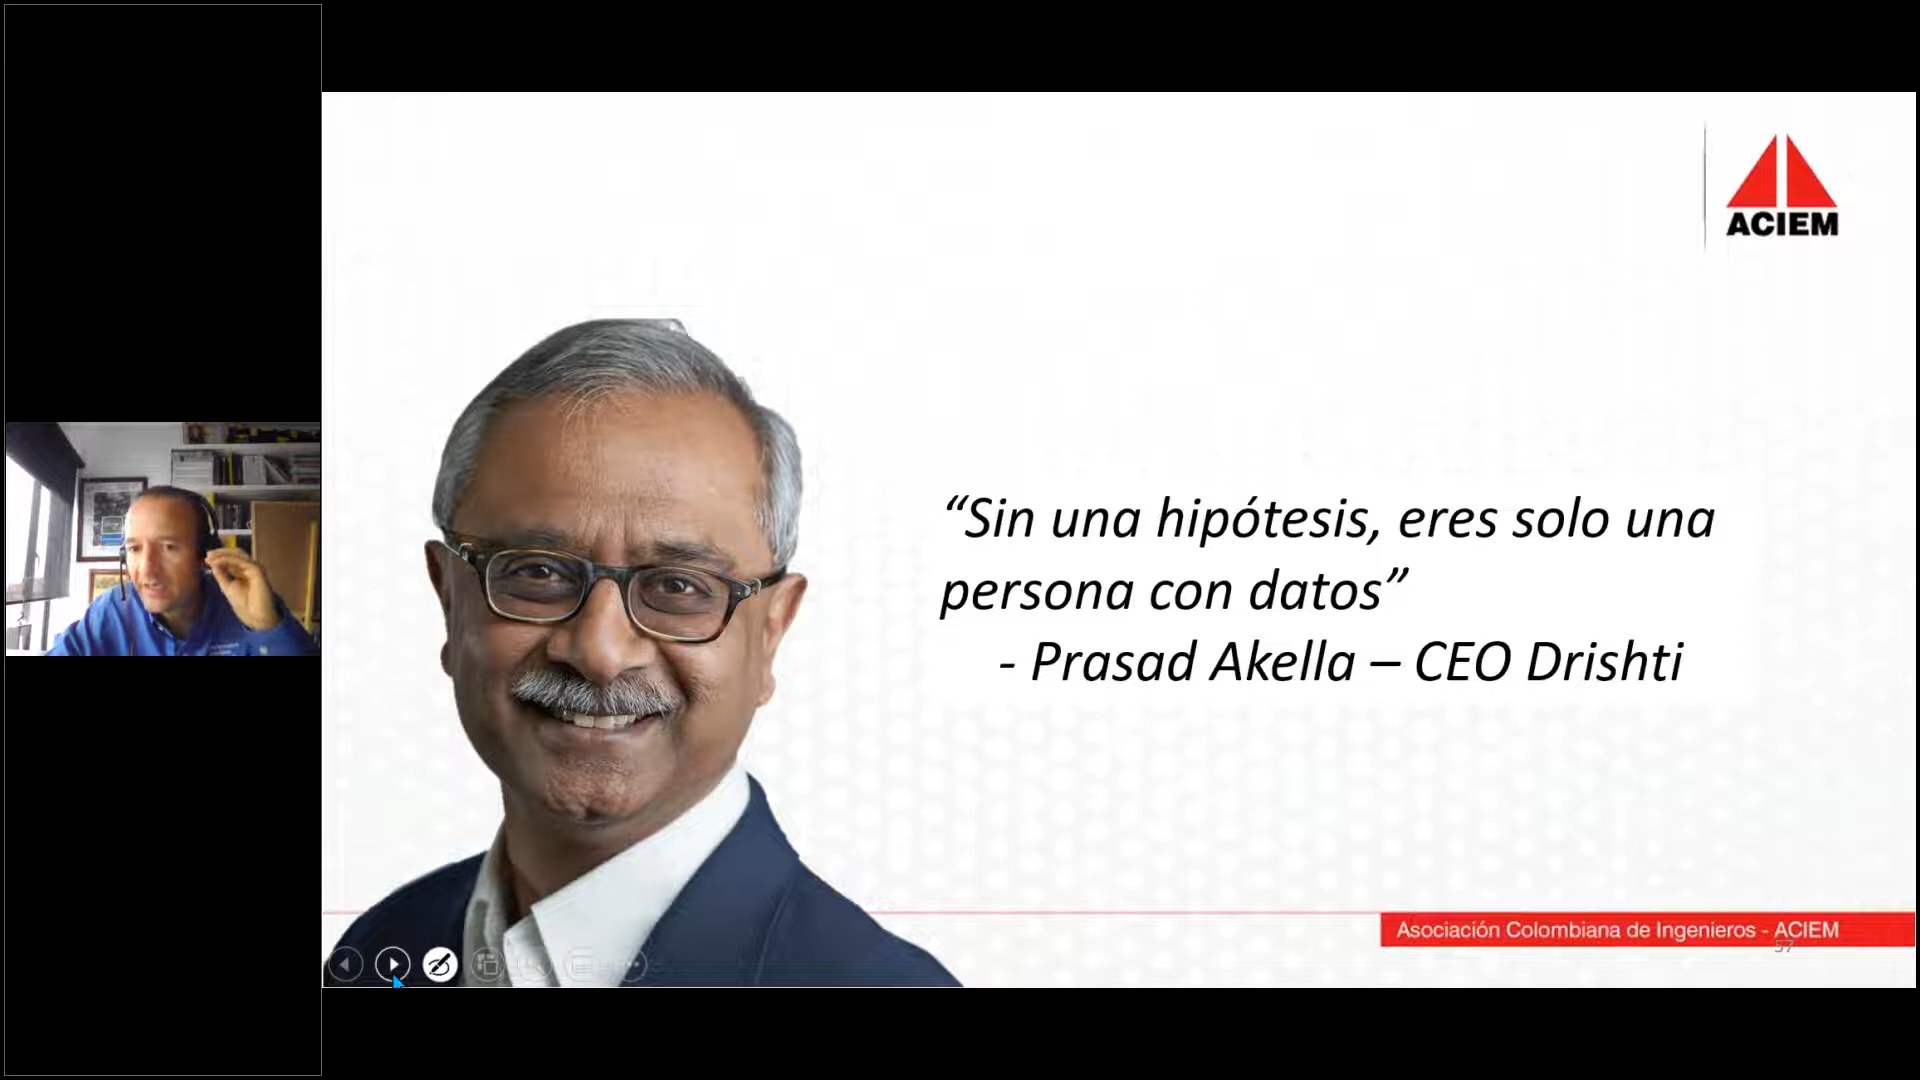 ACIEM
“Sin una hipótesis, eres solo una
persona con datos”
- Prasad Akella – CEO Drishti
Asociación Colombiana de Ingenieros - ACIEM
57